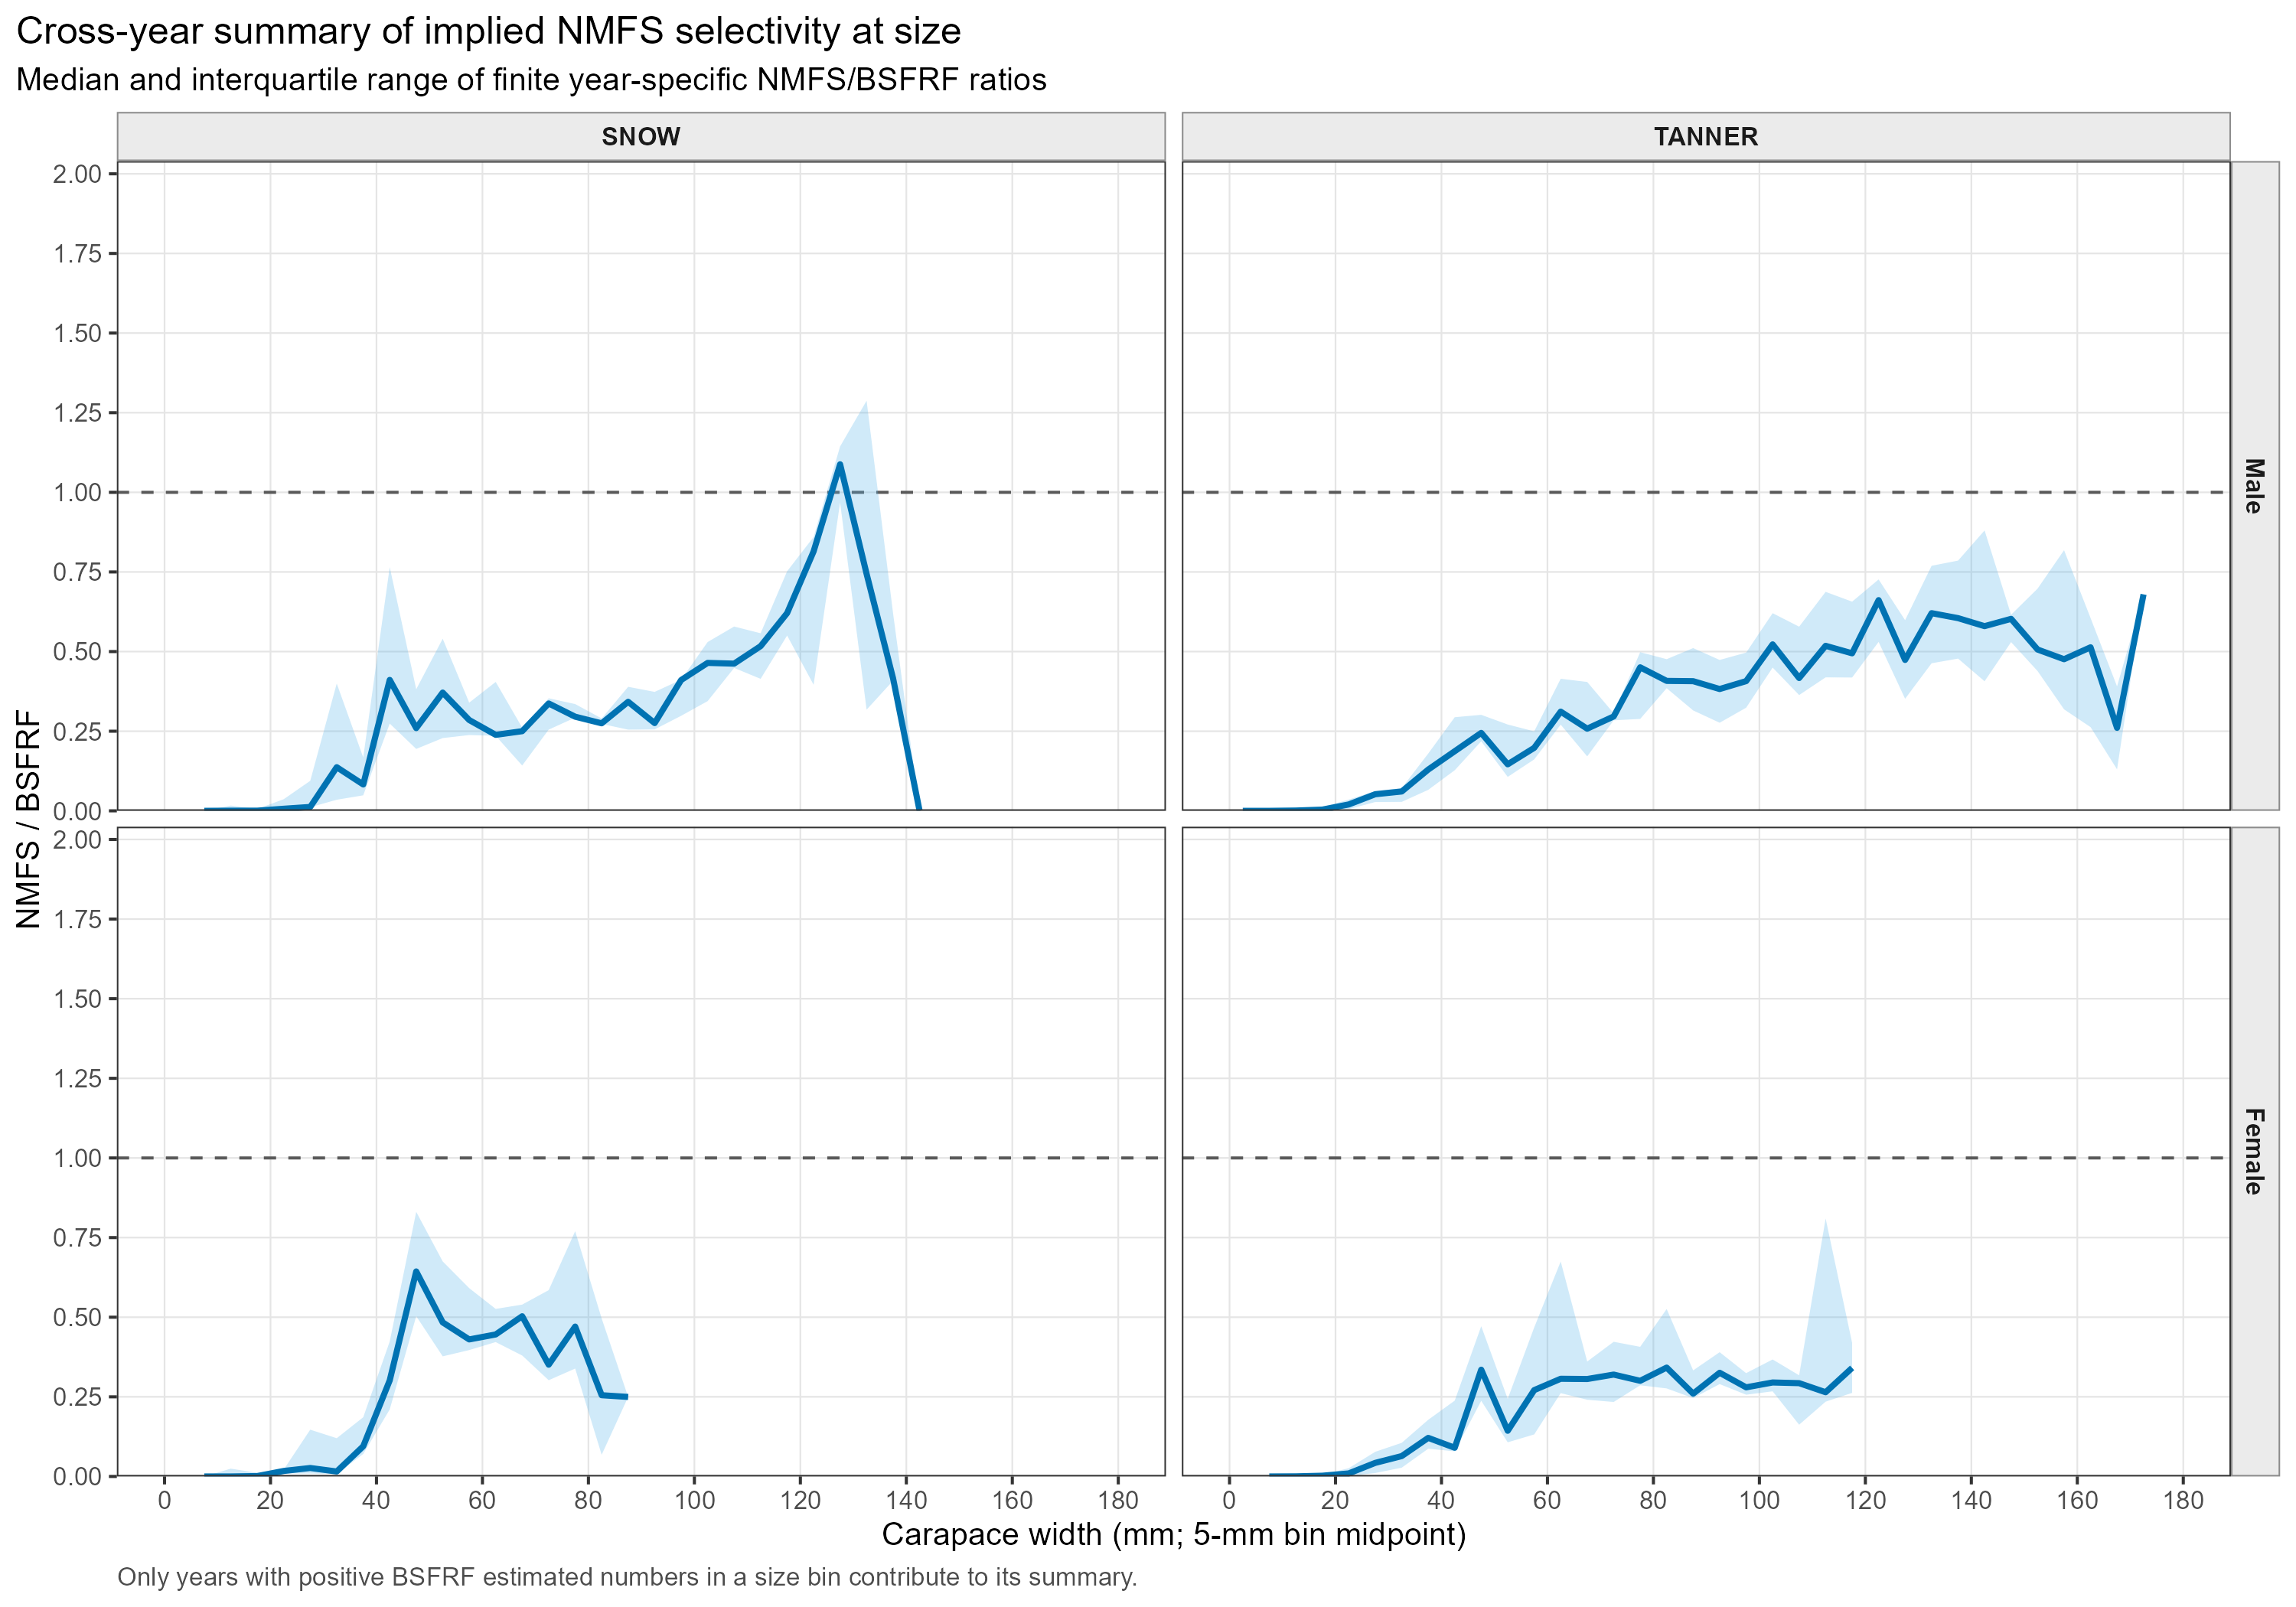 Cross-year summary of implied NMFS selectivity at size
Median and interquartile range of finite year-specific NMFS/BSFRF ratios
SNOW
TANNER
2.00
1.75
1.50
1.25
1.00
0.75
0.50
0.25
0.00
Male
2.00
1.75
1.50
1.25
1.00
0.75
0.50
0.25
0.00
Female
NMFS / BSFRF
0 20 40 60 80 100 120 140 160 180
0 20 40 60 80 100 120 140 160 180
Carapace width (mm; 5-mm bin midpoint)
Only years with positive BSFRF estimated numbers in a size bin contribute to its summary.